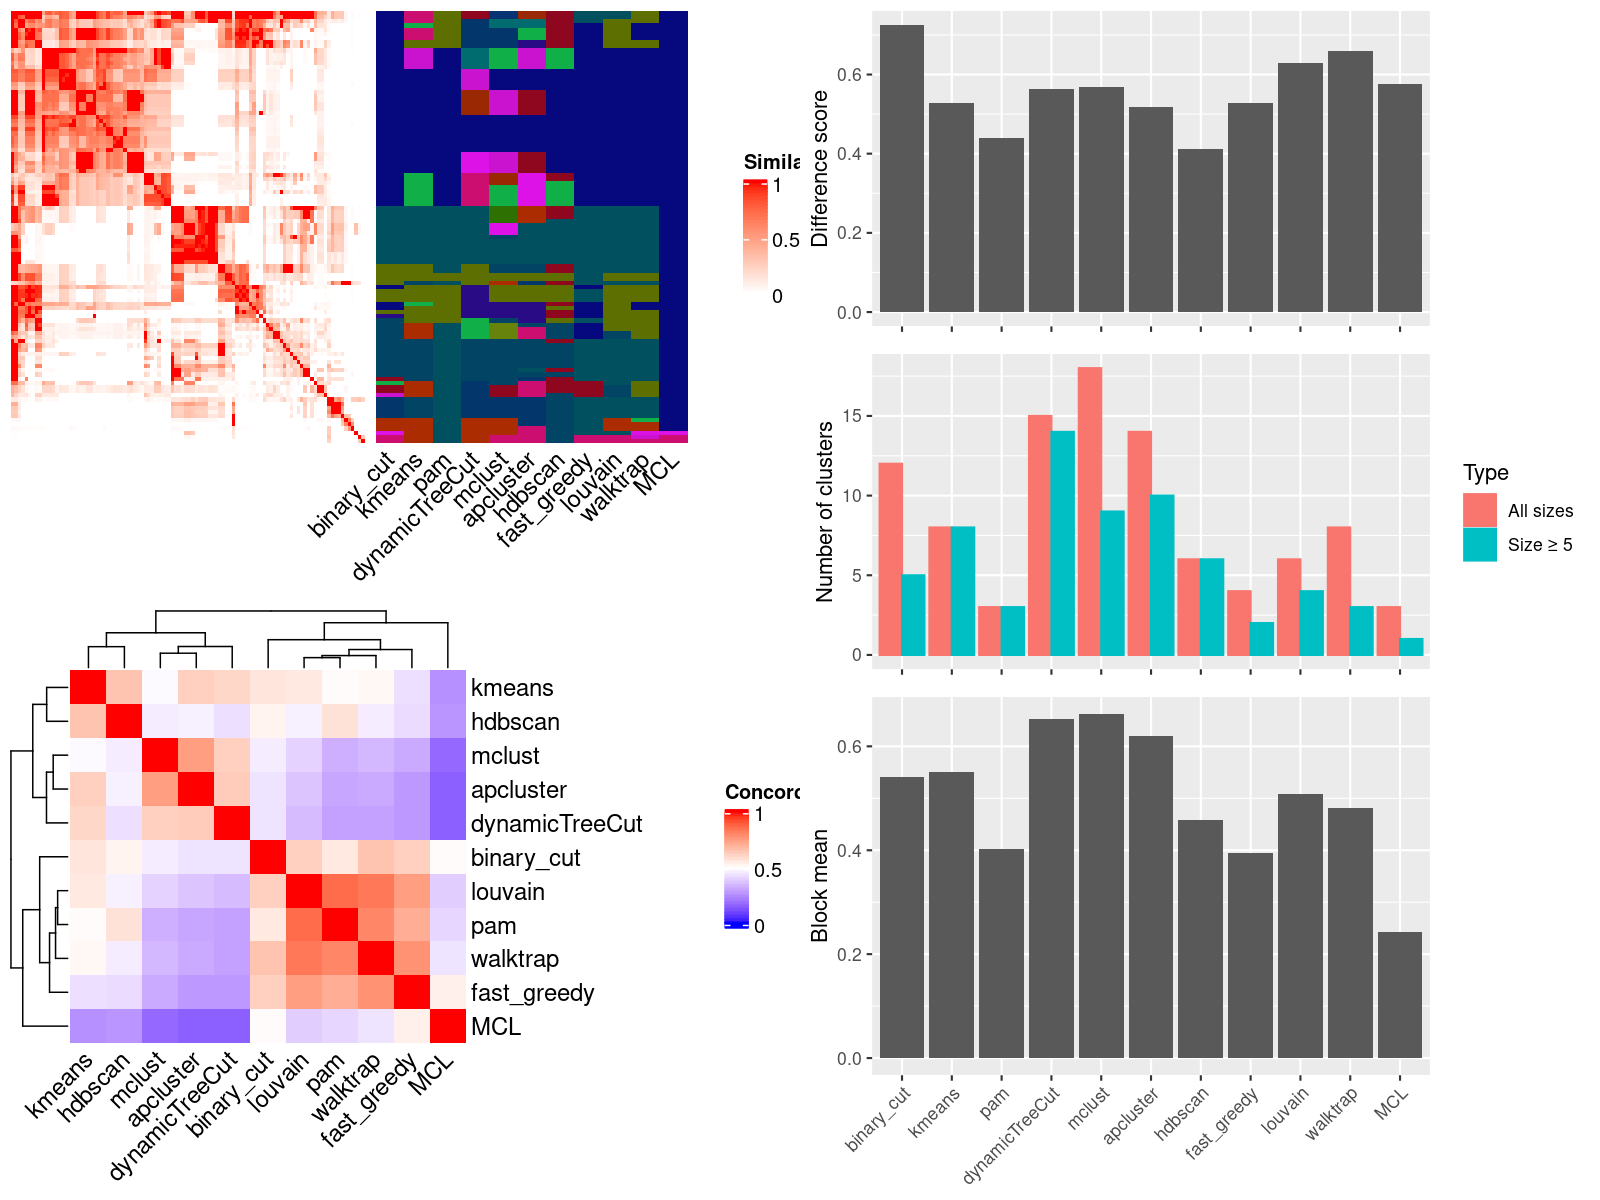 Simila
1
0.5
0
binary_cut
kmeans
pam
dynamicTreeCut
mclust
apcluster
hdbscan
fast_greedy
louvain
walktrap
MCL
kmeans
hdbscan
mclust
apcluster
dynamicTreeCut
binary_cut
louvain
pam
walktrap
fast_greedy
MCL
kmeans
hdbscan
mclust
apcluster
dynamicTreeCut
binary_cut
louvain
pam
walktrap
fast_greedy
MCL
Concord
1
0.5
0
Difference score
0.6
0.4
0.2
0.0
Number of clusters
15
10
5
0
Type
All sizes
Size ≥ 5
Block mean
0.6
0.4
0.2
0.0
binary_cut
kmeans
pam
dynamicTreeCut
mclust
apcluster
hdbscan
fast_greedy
louvain
walktrap
MCL